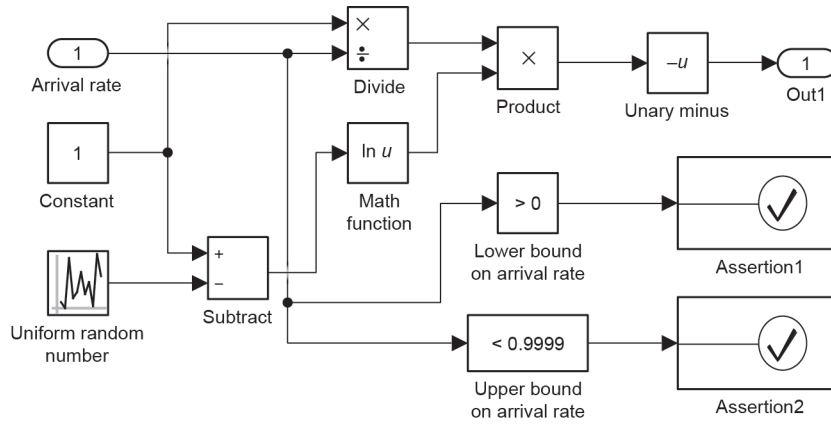 1
Arrival rate
×
÷
Divide
×
Product
–u
Unary minus
1
Out1
1
Constant
ln u
Math
function
> 0
Lower bound
on arrival rate
Assertion1
Uniform random
number
+
–
Subtract
< 0.9999
Upper bound
on arrival rate
Assertion2